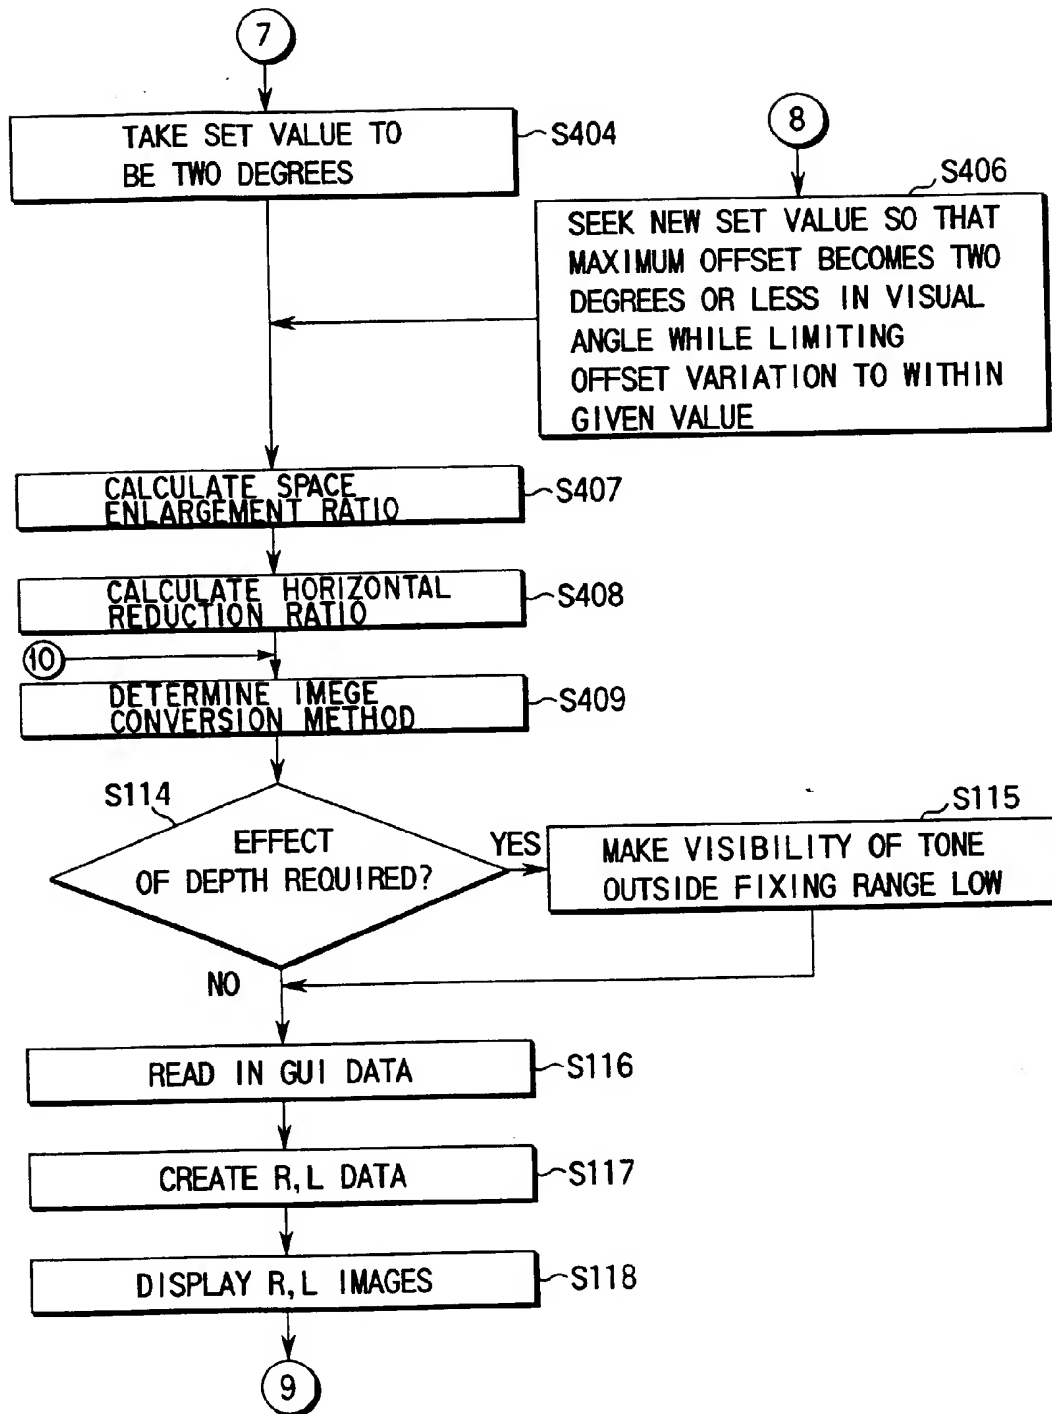 7
TAKE SET VALUE TO
BE TWO DEGREES
S404
8
S406
SEEK NEW SET VALUE SO THAT
MAXIMUM OFFSET BECOMES TWO
DEGREES OR LESS IN VISUAL
ANGLE WHILE LIMITING
OFFSET VARIATION TO WITHIN
GIVEN VALUE
CALCULATE SPACE
ENLARGEMENT RATIO
S407
CALCULATE HORIZONTAL
REDUCTION RATIO
S408
10
DETERMINE IMEGE
CONVERSION METHOD
S409
S114
EFFECT
OF DEPTH REQUIRED?
YES
S115
MAKE VISIBILITY OF TONE
OUTSIDE FIXING RANGE LOW
NO
READ IN GUI DATA
S116
CREATE R,L DATA
S117
DISPLAY R,L IMAGES
S118
9